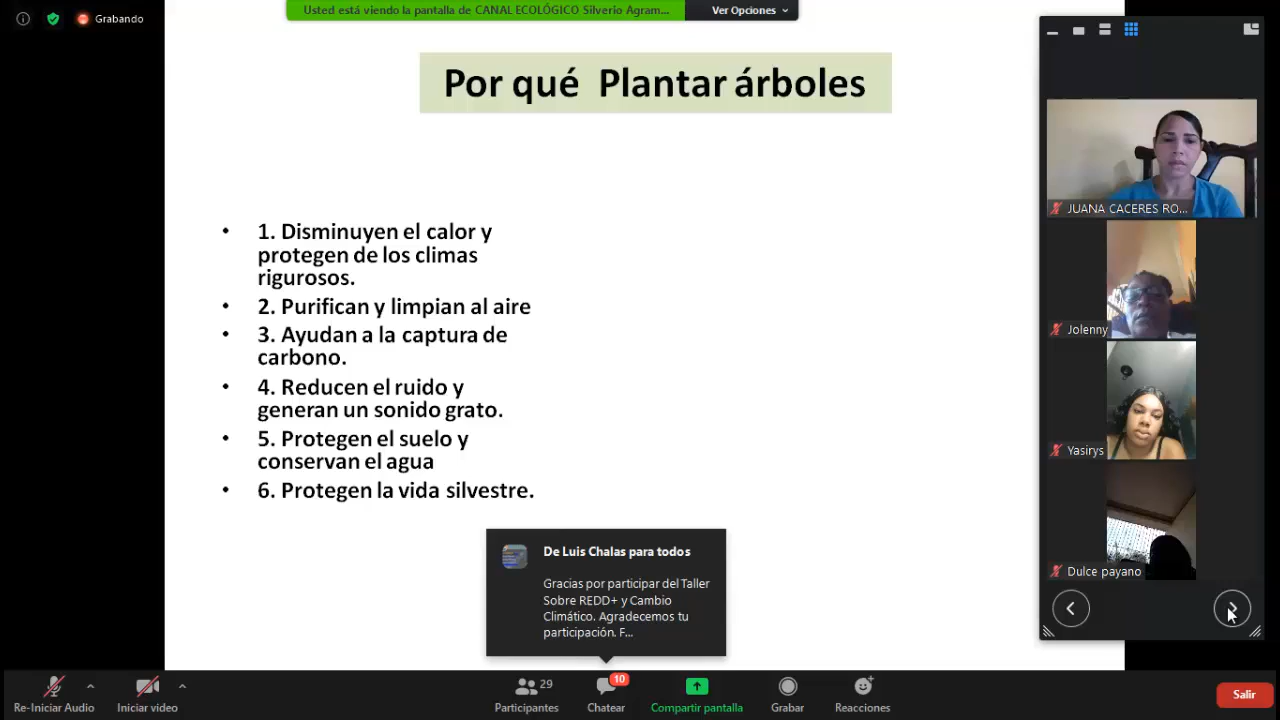 Grabando
Usted está viendo la pantalla de CANAL ECOLÓGICO Silverio Agram...
Ver Opciones
Por qué Plantar árboles
• 1. Disminuyen el calor y
protegen de los climas
rigurosos.
• 2. Purifican y limpian al aire
• 3. Ayudan a la captura de
carbono.
• 4. Reducen el ruido y
generan un sonido grato.
• 5. Protegen el suelo y
conservan el agua
• 6. Protegen la vida silvestre.
JUANA CACERES RO...
Jolenny
Yasirys
Dulce payano
De Luis Chalas para todos
Gracias por participar del Taller
Sobre REDD+ y Cambio
Climático. Agradecemos tu
participación. F...
Re-Iniciar Audio
Iniciar video
29
Participantes
10
Chatear
Compartir pantalla
Grabar
Reacciones
Salir